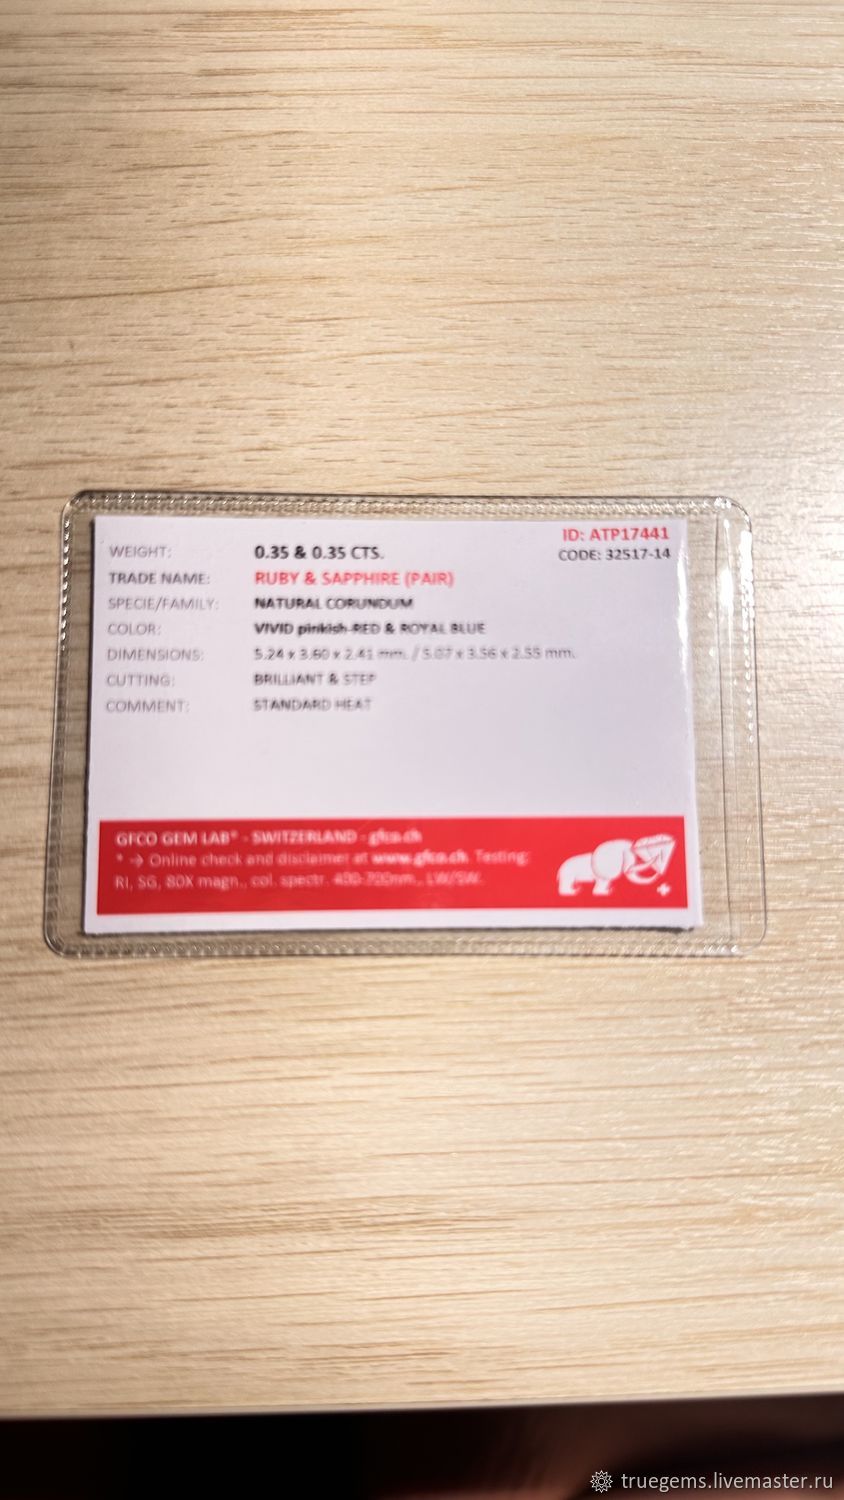 ID: ATP17441
CODE: 32517-14
WEIGHT: 0.35 & 0.35 CTS.
TRADE NAME: RUBY & SAPPHIRE (PAIR)
SPECIE/FAMILY: NATURAL CORUNDUM
COLOR: VIVID pinkish-RED & ROYAL BLUE
DIMENSIONS: 5.24 x 3.60 x 2.41 mm. / 5.07 x 3.56 x 2.55 mm.
CUTTING: BRILLIANT & STEP
COMMENT: STANDARD HEAT
GFCO GEM LAB* - SWITZERLAND - gfco.ch
* → Online check and disclaimer at www.gfco.ch. Testing:
RI, SG, 80X magn., col. spectr. 400-700nm., LW/SW.
truegems.livemaster.ru